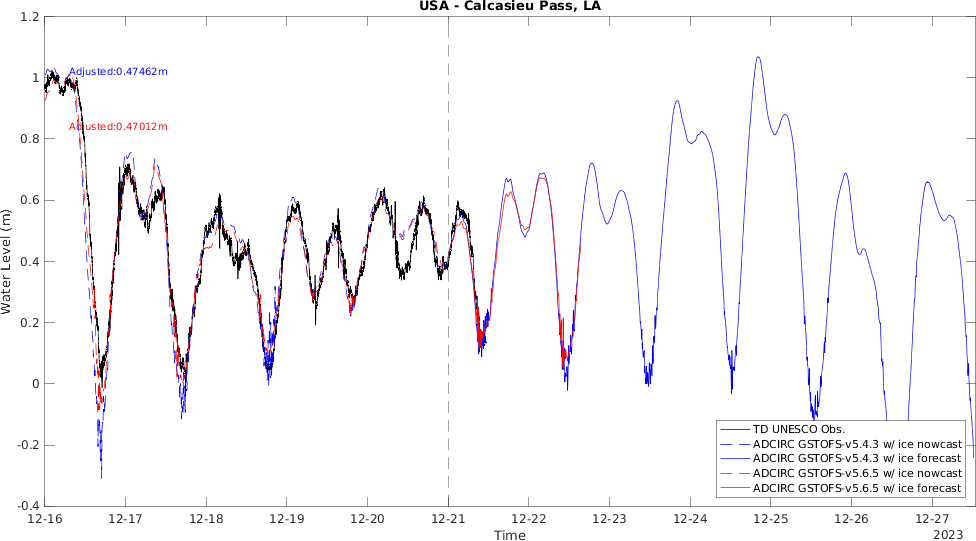 USA - Calcasieu Pass, LA
1.2
1
0.8
0.6
0.4
0.2
0
-0.2
-0.4
Water Level (m)
Adjusted:0.47462m
Adjusted:0.47012m
TD UNESCO Obs.
ADCIRC GSTOFS-v5.4.3 w/ ice nowcast
ADCIRC GSTOFS-v5.4.3 w/ ice forecast
ADCIRC GSTOFS-v5.6.5 w/ ice nowcast
ADCIRC GSTOFS-v5.6.5 w/ ice forecast
12-16 12-17 12-18 12-19 12-20 12-21 12-22 12-23 12-24 12-25 12-26 12-27
Time
2023